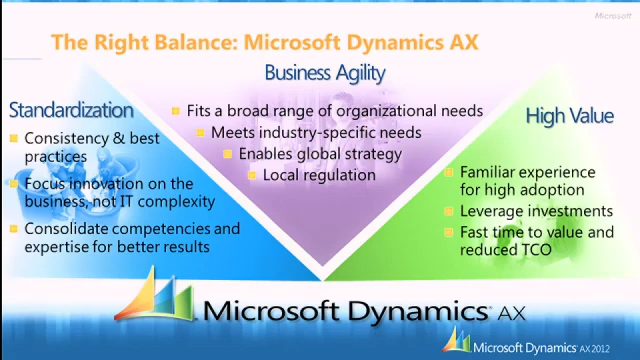 Microsoft
The Right Balance: Microsoft Dynamics AX
Business Agility
Fits a broad range of organizational needs
Meets industry-specific needs
Enables global strategy
Local regulation
Standardization
Consistency & best
practices
Focus innovation on the
business, not IT complexity
Consolidate competencies and
expertise for better results
High Value
Familiar experience
for high adoption
Leverage investments
Fast time to value and
reduced TCO
Microsoft Dynamics® AX
Microsoft Dynamics® AX 2012